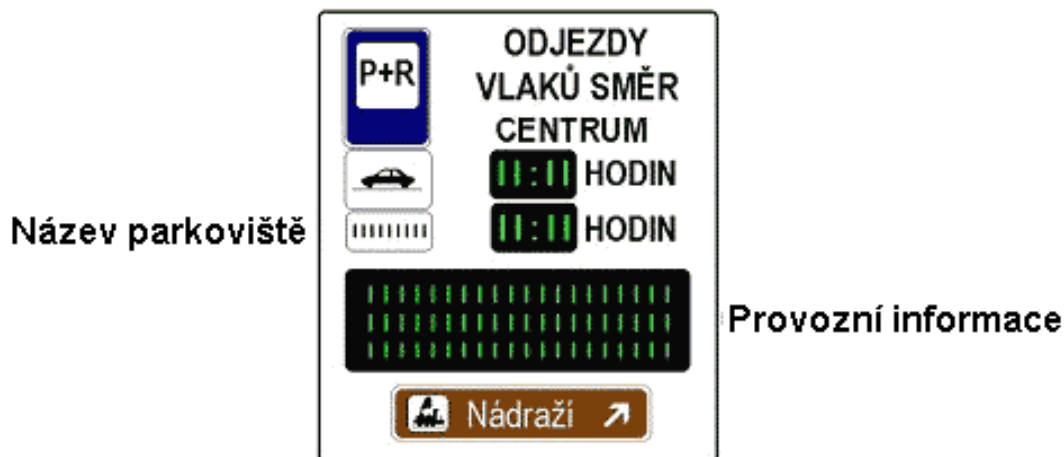 P+R
ODJEZDY
VLAKŮ SMĚR
CENTRUM
11:11 HODIN
Název parkoviště
11:11 HODIN
Provozní informace
Nádraží